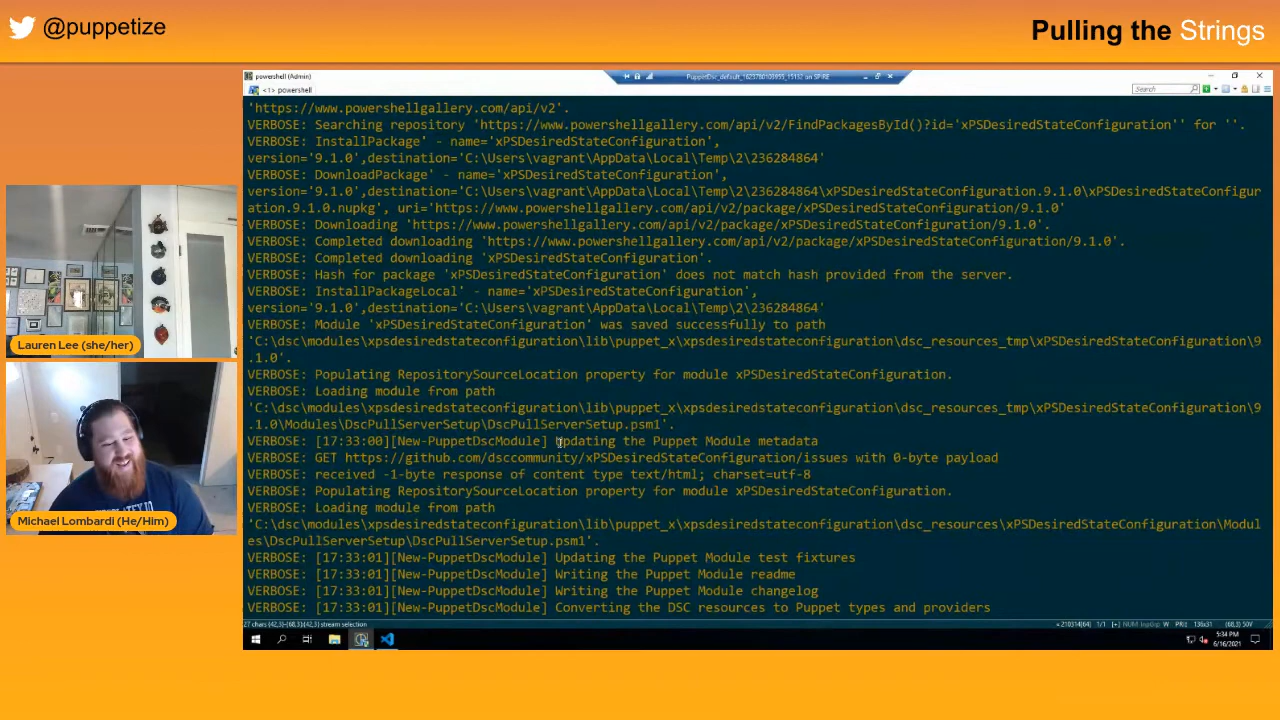 @puppetize
Pulling the Strings
powershell (Admin)
PuppetDsc_default_1623780103955_15132 on SPIRE
<1> powershell
Search
'https://www.powershellgallery.com/api/v2'.
VERBOSE: Searching repository 'https://www.powershellgallery.com/api/v2/FindPackagesById()?id='xPSDesiredStateConfiguration'' for ''.
VERBOSE: InstallPackage' - name='xPSDesiredStateConfiguration',
version='9.1.0',destination='C:\Users\vagrant\AppData\Local\Temp\2\236284864'
VERBOSE: DownloadPackage' - name='xPSDesiredStateConfiguration',
version='9.1.0',destination='C:\Users\vagrant\AppData\Local\Temp\2\236284864\xPSDesiredStateConfiguration.9.1.0\xPSDesiredStateConfigur
ation.9.1.0.nupkg', uri='https://www.powershellgallery.com/api/v2/package/xPSDesiredStateConfiguration/9.1.0'
VERBOSE: Downloading 'https://www.powershellgallery.com/api/v2/package/xPSDesiredStateConfiguration/9.1.0'.
VERBOSE: Completed downloading 'https://www.powershellgallery.com/api/v2/package/xPSDesiredStateConfiguration/9.1.0'.
VERBOSE: Completed downloading 'xPSDesiredStateConfiguration'.
VERBOSE: Hash for package 'xPSDesiredStateConfiguration' does not match hash provided from the server.
VERBOSE: InstallPackageLocal' - name='xPSDesiredStateConfiguration',
version='9.1.0',destination='C:\Users\vagrant\AppData\Local\Temp\2\236284864'
VERBOSE: Module 'xPSDesiredStateConfiguration' was saved successfully to path
'C:\dsc\modules\xpsdesiredstateconfiguration\lib\puppet_x\xpsdesiredstateconfiguration\dsc_resources_tmp\xPSDesiredStateConfiguration\9
.1.0'.
VERBOSE: Populating RepositorySourceLocation property for module xPSDesiredStateConfiguration.
VERBOSE: Loading module from path
'C:\dsc\modules\xpsdesiredstateconfiguration\lib\puppet_x\xpsdesiredstateconfiguration\dsc_resources_tmp\xPSDesiredStateConfiguration\9
.1.0\Modules\DscPullServerSetup\DscPullServerSetup.psm1'.
VERBOSE: [17:33:00][New-PuppetDscModule] Updating the Puppet Module metadata
VERBOSE: GET https://github.com/dsccommunity/xPSDesiredStateConfiguration/issues with 0-byte payload
VERBOSE: received -1-byte response of content type text/html; charset=utf-8
VERBOSE: Populating RepositorySourceLocation property for module xPSDesiredStateConfiguration.
VERBOSE: Loading module from path
'C:\dsc\modules\xpsdesiredstateconfiguration\lib\puppet_x\xpsdesiredstateconfiguration\dsc_resources\xPSDesiredStateConfiguration\Modul
es\DscPullServerSetup\DscPullServerSetup.psm1'.
VERBOSE: [17:33:01][New-PuppetDscModule] Updating the Puppet Module test fixtures
VERBOSE: [17:33:01][New-PuppetDscModule] Writing the Puppet Module readme
VERBOSE: [17:33:01][New-PuppetDscModule] Writing the Puppet Module changelog
VERBOSE: [17:33:01][New-PuppetDscModule] Converting the DSC resources to Puppet types and providers
Lauren Lee (she/her)
Michael Lombardi (He/Him)
5:34 PM
6/16/2021